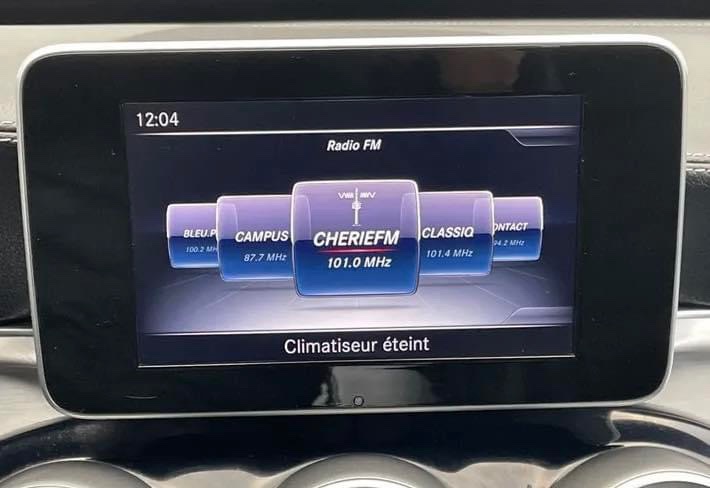 12:04
Radio FM
BLEU.P
100.2 MH
CAMPUS
87.7 MHz
CHERIEFM
101.0 MHz
CLASSIQ
101.4 MHz
ONTACT
94.2 MHz
Climatiseur éteint